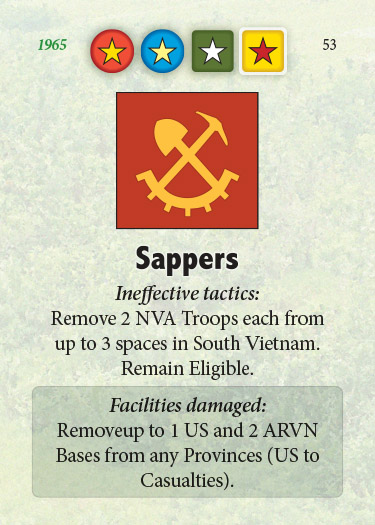 1965
53
Sappers
Ineffective tactics:
Remove 2 NVA Troops each from
up to 3 spaces in South Vietnam.
Remain Eligible.
Facilities damaged:
Removeup to 1 US and 2 ARVN
Bases from any Provinces (US to
Casualties).